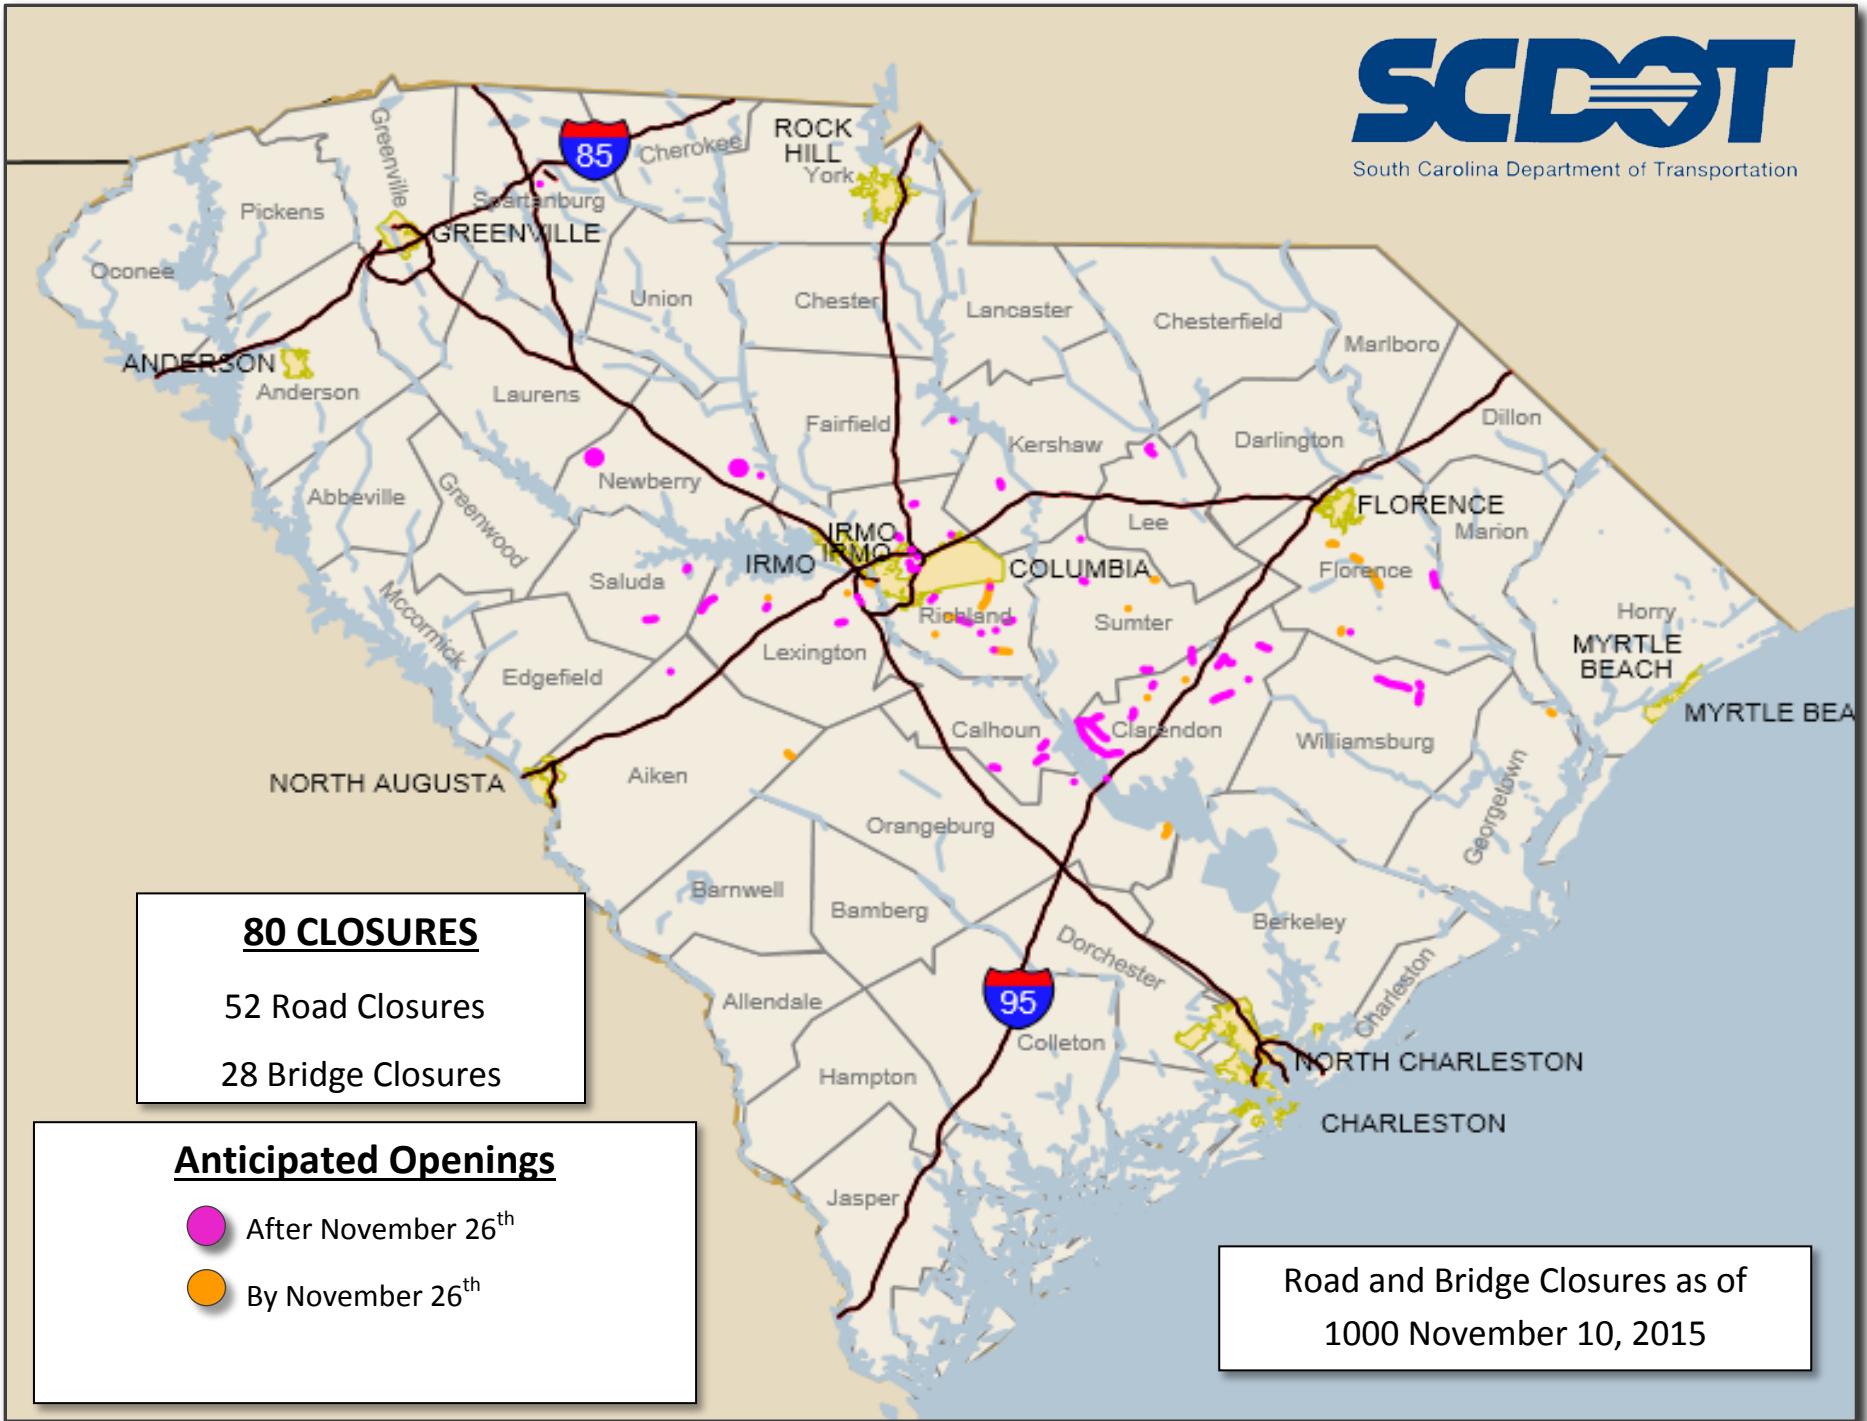 SCDOT
South Carolina Department of Transportation
ROCK
HILL
York
85
Cherokee
Greenville
Spartanburg
Pickens
GREENVILLE
Oconee
Union
Chester
Lancaster
Chesterfield
Marlboro
ANDERSON
Anderson
Laurens
Fairfield
Kershaw
Darlington
Dillon
Abbeville
Greenwood
Newberry
IRMO
IRMO
IRMO
COLUMBIA
Lee
FLORENCE
Marion
Florence
Saluda
Mccormick
Richland
Sumter
Horry
MYRTLE
BEACH
MYRTLE BEA
Edgefield
Lexington
Calhoun
Clarendon
Williamsburg
Georgetown
NORTH AUGUSTA
Aiken
Orangeburg
Barnwell
Bamberg
Berkeley
Dorchester
Charleston
Allendale
95
Colleton
NORTH CHARLESTON
Hampton
CHARLESTON
Jasper
80 CLOSURES
52 Road Closures
28 Bridge Closures
Anticipated Openings
After November 26th
By November 26th
Road and Bridge Closures as of
1000 November 10, 2015